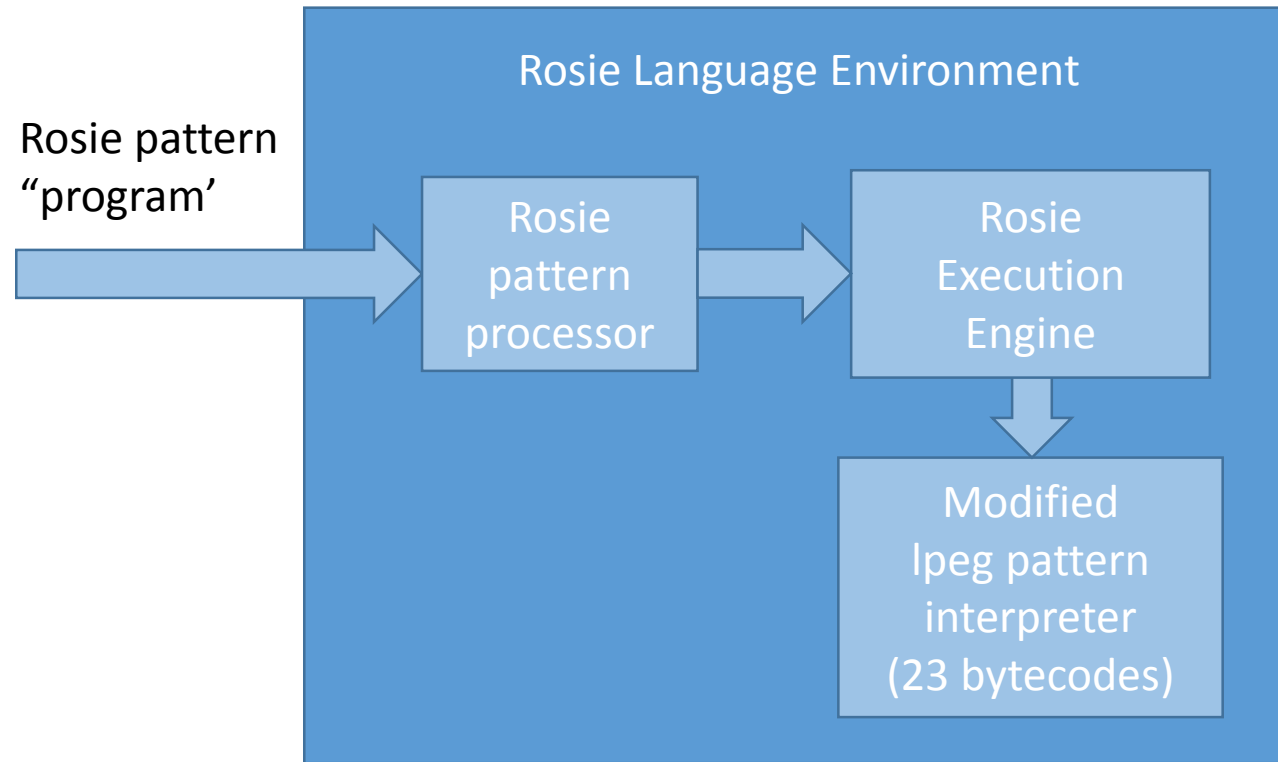 Rosie Language Environment
Rosie pattern
“program’
Rosie
pattern
processor
Rosie
Execution
Engine
Modified
lpeg pattern
interpreter
(23 bytecodes)